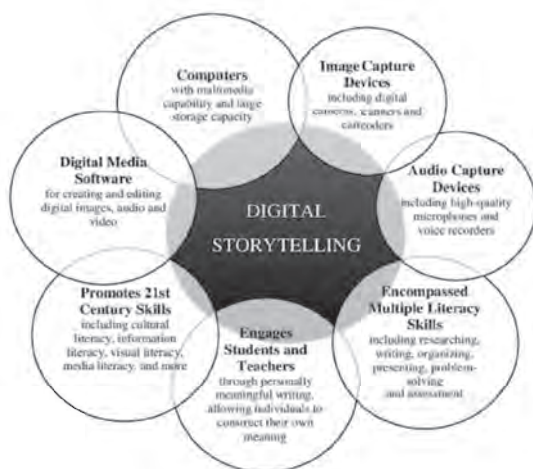 Computers
with multimedia
capability and large
storage capacity
Image Capture
Devices
including digital
cameras, scanners and
camcoders
Digital Media
Software
for creating and editing
digital images, audio and
video
Audio Capture
Devices
including high-quality
microphones and
voice recorders
DIGITAL
STORYTELLING
Promotes 21st
Century Skills
including cultural
literacy, information
literacy, visual literacy,
media literacy, and more
Engages
Students and
Teachers
through personally
meaningful writing,
allowing individuals to
construct their own
meaning
Encompassed
Multiple Literacy
Skills
including researching,
writing, organizing,
presenting, problem-
solving
and assessment